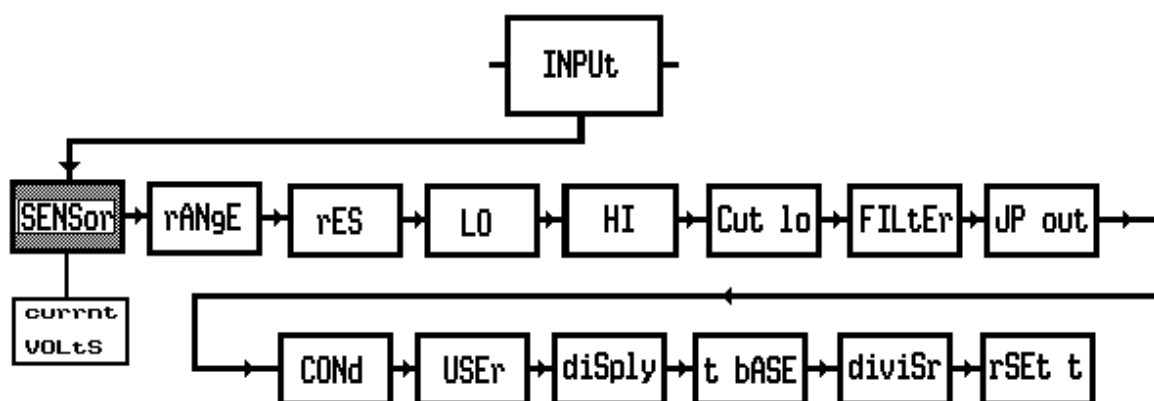 INPUt
SENSor rANgE rES LO HI Cut lo FILtEr JP out
currnt
VOLtS
CONd USEr diSply t bASE diviSr rSEt t